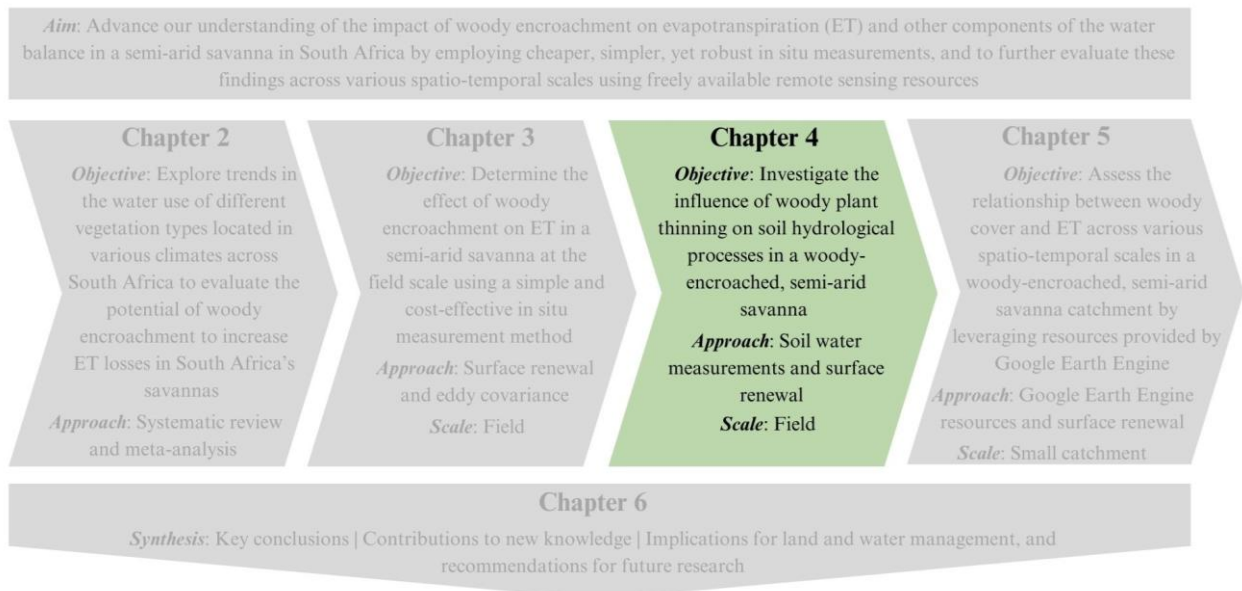 Aim: Advance our understanding of the impact of woody encroachment on evapotranspiration (ET) and other components of the water
balance in a semi-arid savanna in South Africa by employing cheaper, simpler, yet robust in situ measurements, and to further evaluate these
findings across various spatio-temporal scales using freely available remote sensing resources
Chapter 2
Objective: Explore trends in
the water use of different
vegetation types located in
various climates across
South Africa to evaluate the
potential of woody
encroachment to increase
ET losses in South Africa's
savannas
Approach: Systematic review
and meta-analysis
Chapter 3
Objective: Determine the
effect of woody
encroachment on ET in a
semi-arid savanna at the
field scale using a simple and
cost-effective in situ
measurement method
Approach: Surface renewal
and eddy covariance
Scale: Field
Chapter 4
Objective: Investigate the
influence of woody plant
thinning on soil hydrological
processes in a woody-
encroached, semi-arid
savanna
Approach: Soil water
measurements and surface
renewal
Scale: Field
Chapter 5
Objective: Assess the
relationship between woody
cover and ET across various
spatio-temporal scales in a
woody-encroached, semi-arid
savanna catchment by
leveraging resources provided by
Google Earth Engine
Approach: Google Earth Engine
resources and surface renewal
Scale: Small catchment
Chapter 6
Synthesis: Key conclusions | Contributions to new knowledge | Implications for land and water management, and
recommendations for future research